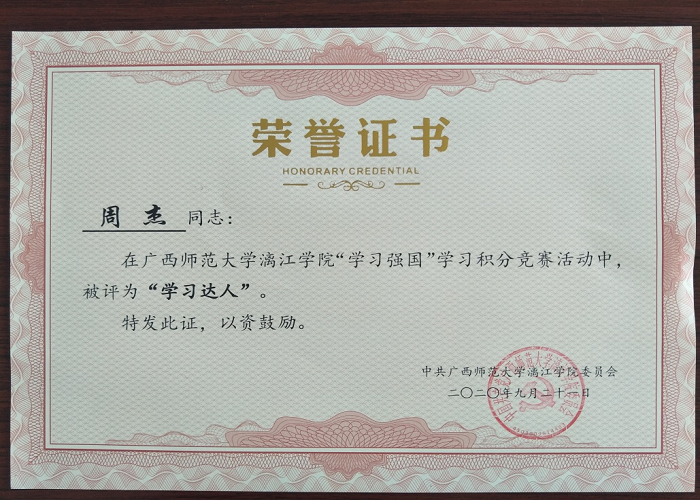 荣誉证书
HONORARY CREDENTIAL
周杰 同志：
在广西师范大学漓江学院“学习强国”学习积分竞赛活动中，
被评为“学习达人”。
特发此证，以资鼓励。
中共广西师范大学漓江学院委员会
二〇二〇年九月二十二日